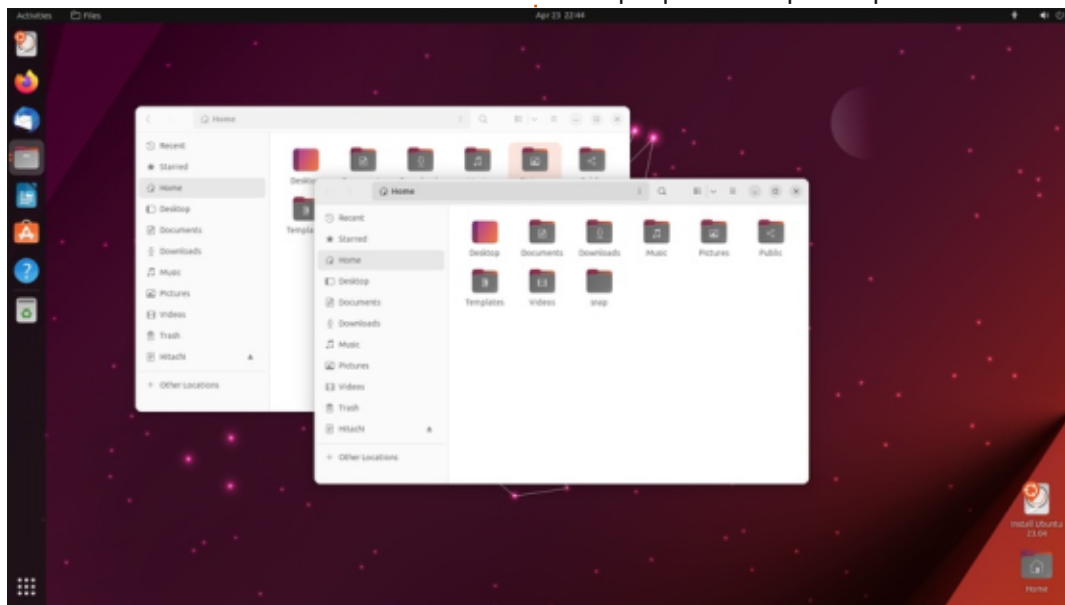 Activities Files Apr 23 22:44
Home
Recent
Starred
Home
Desktop
Documents
Downloads
Music
Pictures
Videos
Trash
Hitachi
Other Locations
Home
Recent
Starred
Home
Desktop
Documents
Downloads
Music
Pictures
Videos
Trash
Hitachi
Other Locations
Desktop Documents Downloads Music Pictures Public
Templates Videos snap
Install Ubuntu
23.04
Home